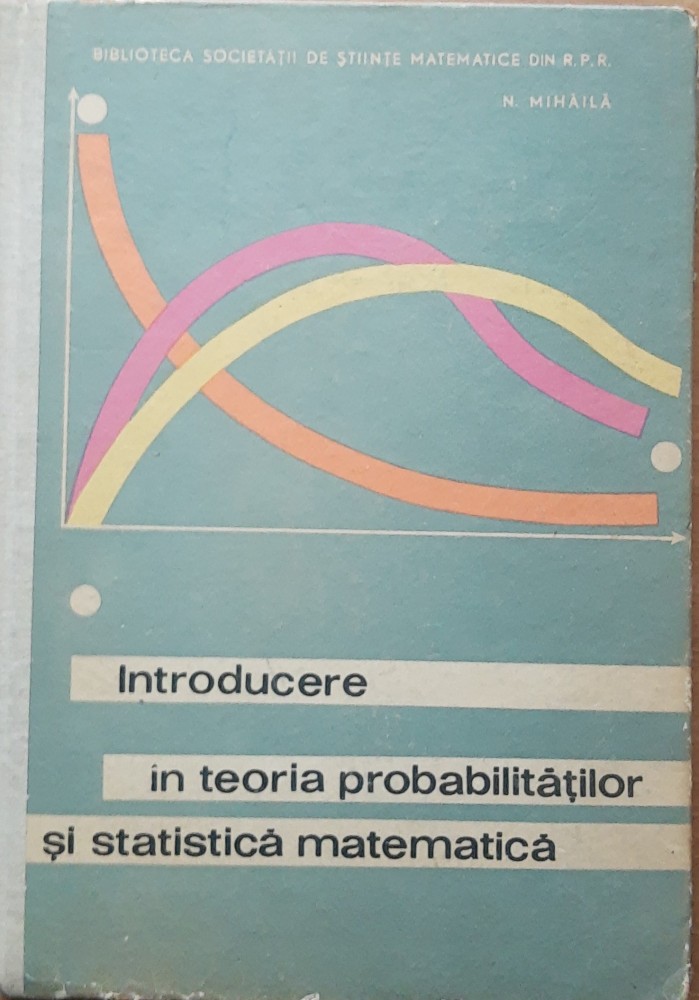 BIBLIOTECA SOCIETĂȚII DE ȘTIINȚE MATEMATICE DIN R.P.R.
N. MIHĂILĂ
Introducere
în teoria probabilităților
și statistică matematică